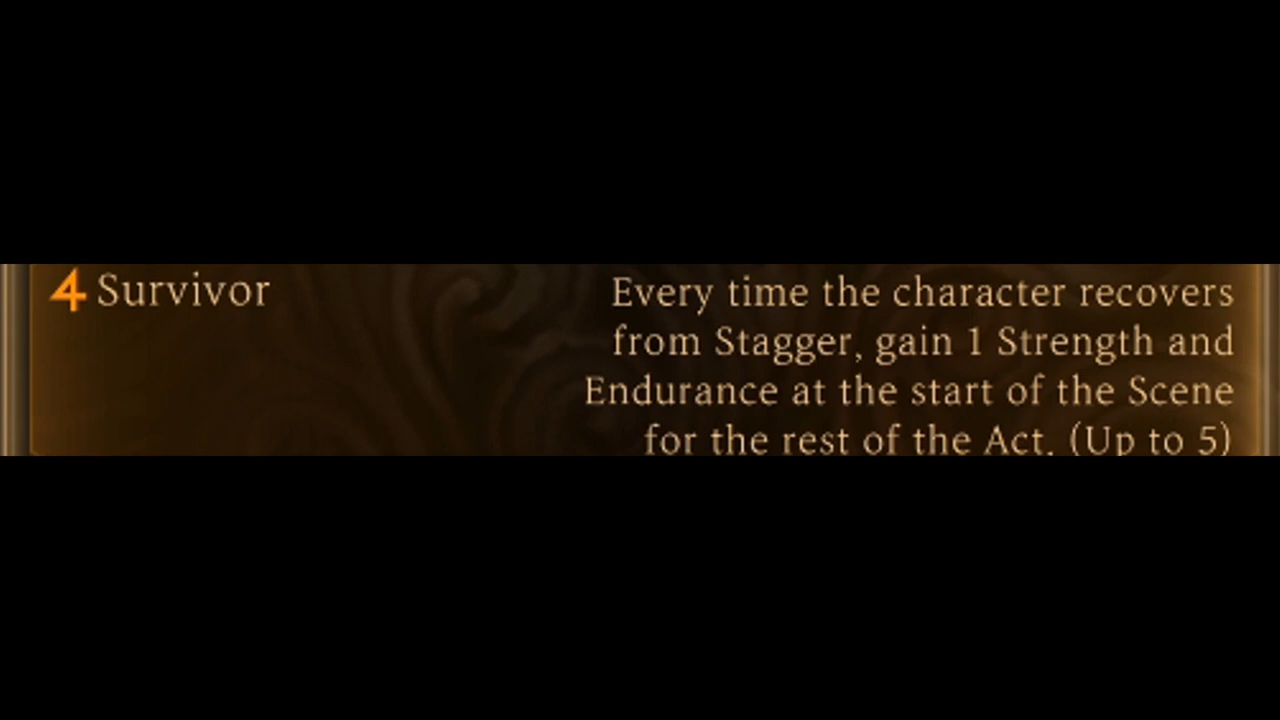 4 Survivor
Every time the character recovers
from Stagger, gain 1 Strength and
Endurance at the start of the Scene
for the rest of the Act. (Up to 5)